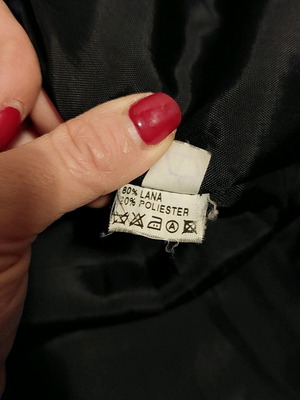 80% LANA
20% POLIESTER
A